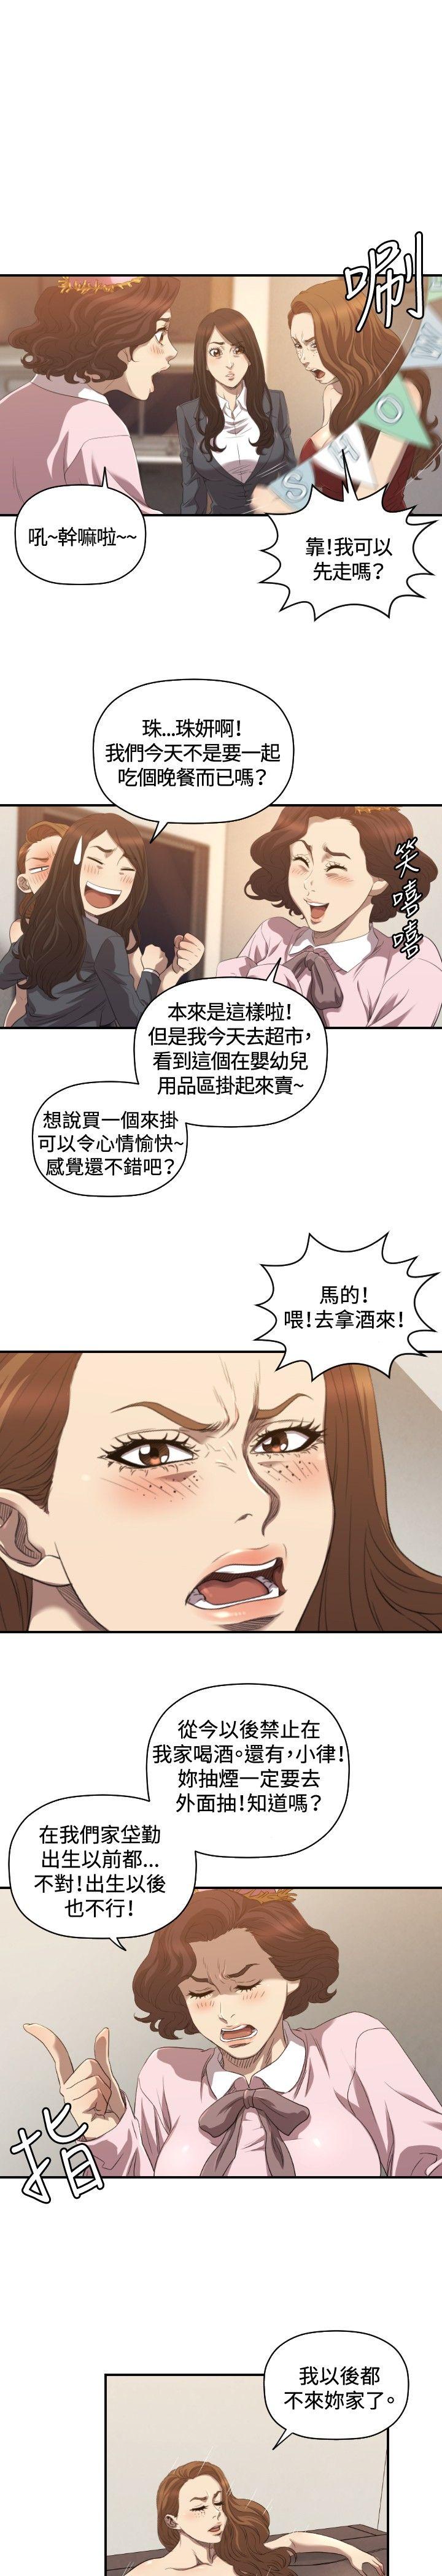 唰
SHOW
吼~幹嘛啦~~
靠!我可以
先走嗎?
珠...珠妍啊!
我們今天不是要一起
吃個晚餐而已嗎?
笑嘻嘻
本來是這樣啦!
但是我今天去超市,
看到這個在嬰幼兒
用品區掛起來賣~
想說買一個來掛
可以令心情愉快~
感覺還不錯吧?
馬的!
喂!去拿酒來!
從今以後禁止在
我家喝酒。還有,小律!
妳抽煙一定要去
外面抽!知道嗎?
在我們家垈勤
出生以前都...
不對!出生以後
也不行!
指
我以後都
不來妳家了。